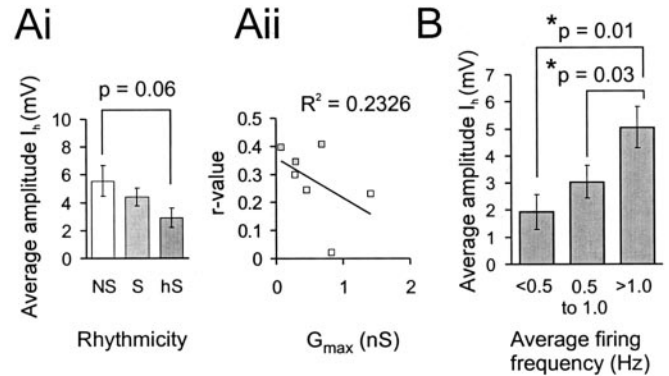 Ai
p = 0.06
Average amplitude Ih (mV)
10
8
6
4
2
0
NS S hS
Rhythmicity
Aii
R2 = 0.2326
r-value
0.5
0.4
0.3
0.2
0.1
0
0 1 2
Gmax (nS)
B
*p = 0.01
*p = 0.03
Average amplitude Ih (mV)
7
6
5
4
3
2
1
0
<0.5 0.5 >1.0
to 1.0
Average firing
frequency (Hz)